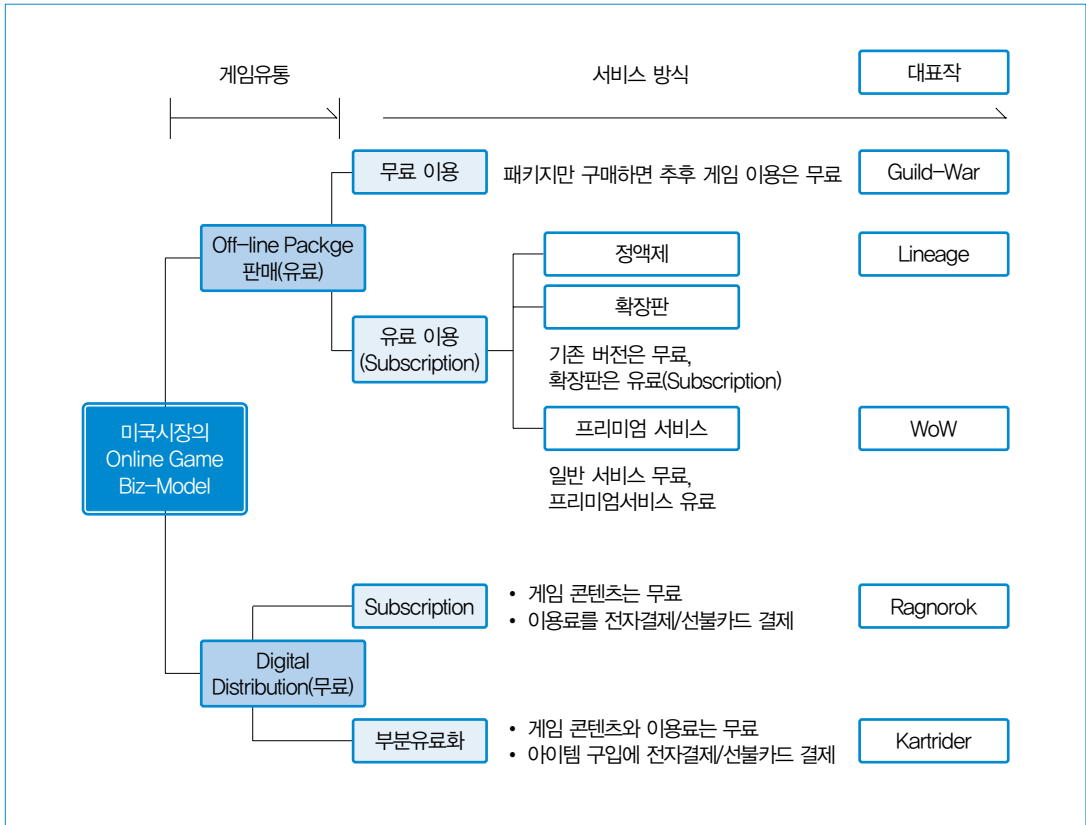 게임유통
서비스 방식
대표작
무료 이용
패키지만 구매하면 추후 게임 이용은 무료
Guild-War
Off-line Packge
판매(유료)
정액제
Lineage
확장판
유료 이용
(Subscription)
기존 버전은 무료,
확장판은 유료(Subscription)
미국시장의
Online Game
Biz-Model
프리미엄 서비스
WoW
일반 서비스 무료,
프리미엄서비스 유료
Subscription
• 게임 콘텐츠는 무료
• 이용료를 전자결제/선불카드 결제
Ragnorok
Digital
Distribution(무료)
부분유료화
• 게임 콘텐츠와 이용료는 무료
• 아이템 구입에 전자결제/선불카드 결제
Kartrider